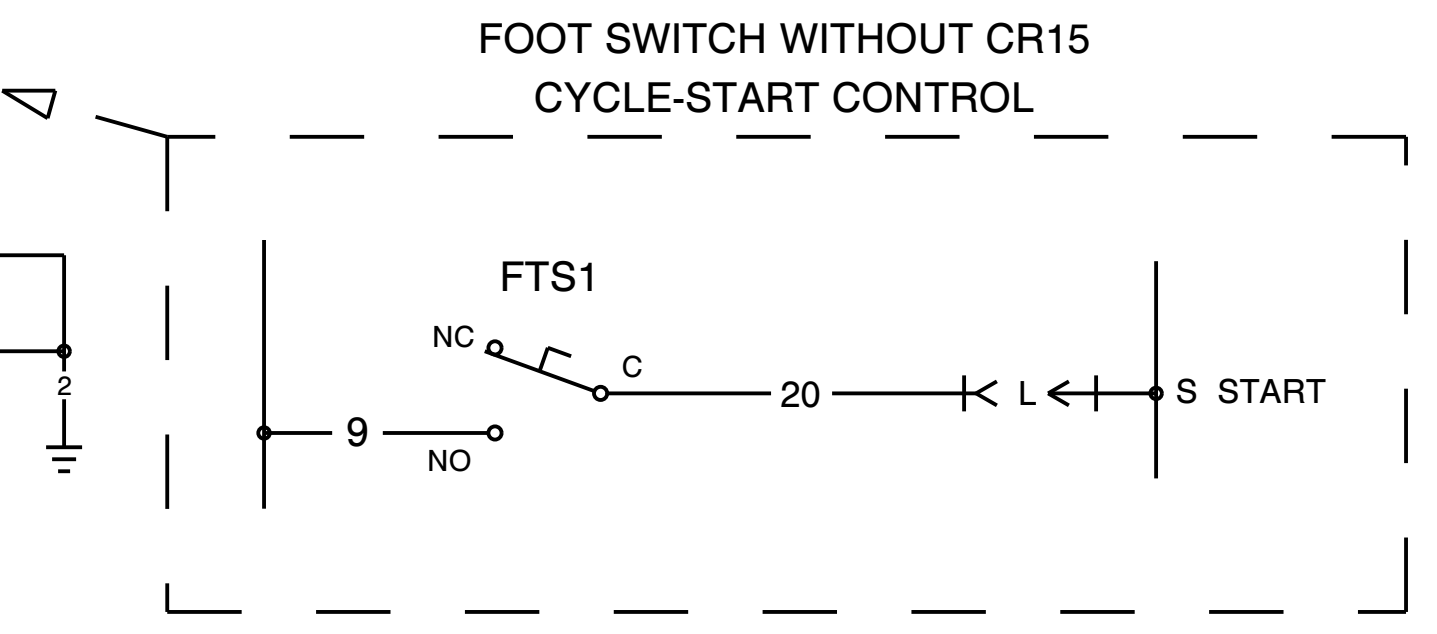 FOOT SWITCH WITHOUT CR15
CYCLE-START CONTROL
FTS1
NC
C
2
20
L
S START
9
NO